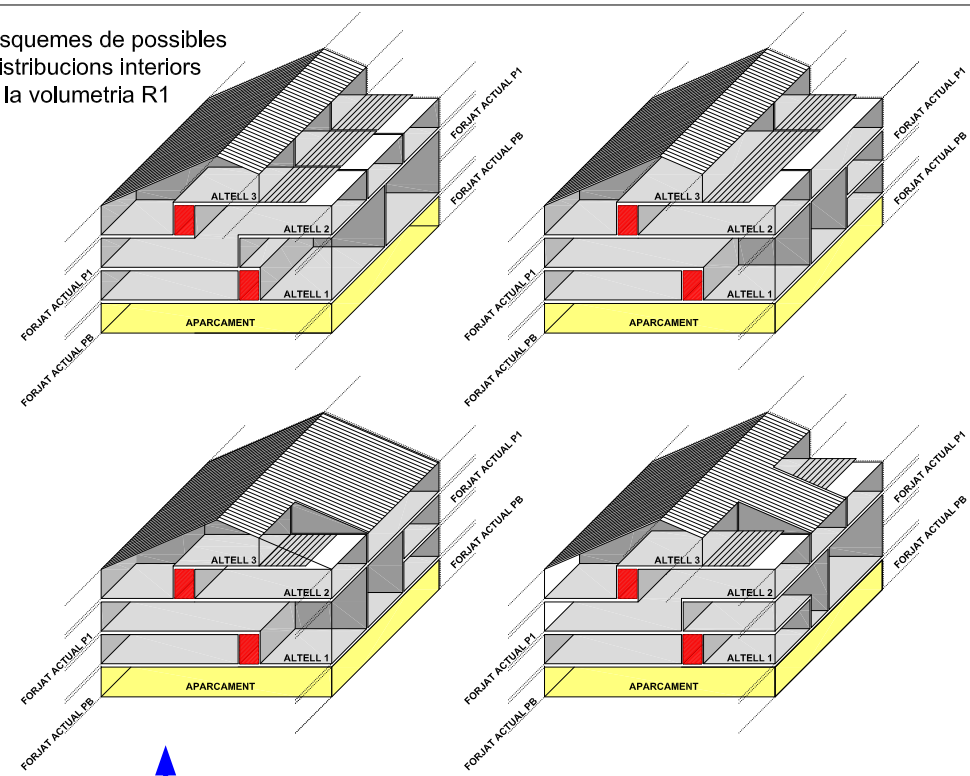 squemes de possibles
istribucions interiors
la volumetria R1
FORJAT ACTUAL P1
FORJAT ACTUAL PB
ALTELL 3
ALTELL 2
ALTELL 1
APARCAMENT
FORJAT ACTUAL P1
FORJAT ACTUAL PB
FORJAT ACTUAL P1
FORJAT ACTUAL PB
ALTELL 3
ALTELL 2
ALTELL 1
APARCAMENT
FORJAT ACTUAL P1
FORJAT ACTUAL PB
FORJAT ACTUAL P1
FORJAT ACTUAL PB
ALTELL 3
ALTELL 2
ALTELL 1
APARCAMENT
FORJAT ACTUAL P1
FORJAT ACTUAL PB
FORJAT ACTUAL P1
FORJAT ACTUAL PB
ALTELL 3
ALTELL 2
ALTELL 1
APARCAMENT
FORJAT ACTUAL P1
FORJAT ACTUAL PB